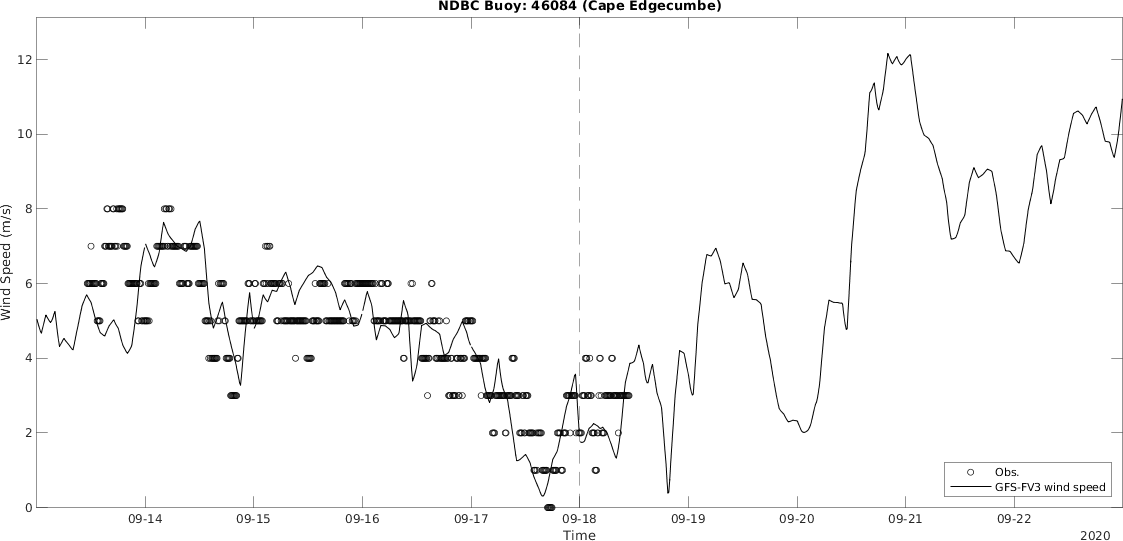 NDBC Buoy: 46084 (Cape Edgecumbe)
12
10
8
6
4
2
0
Wind Speed (m/s)
Obs.
GFS-FV3 wind speed
09-14 09-15 09-16 09-17 09-18 09-19 09-20 09-21 09-22
Time
2020